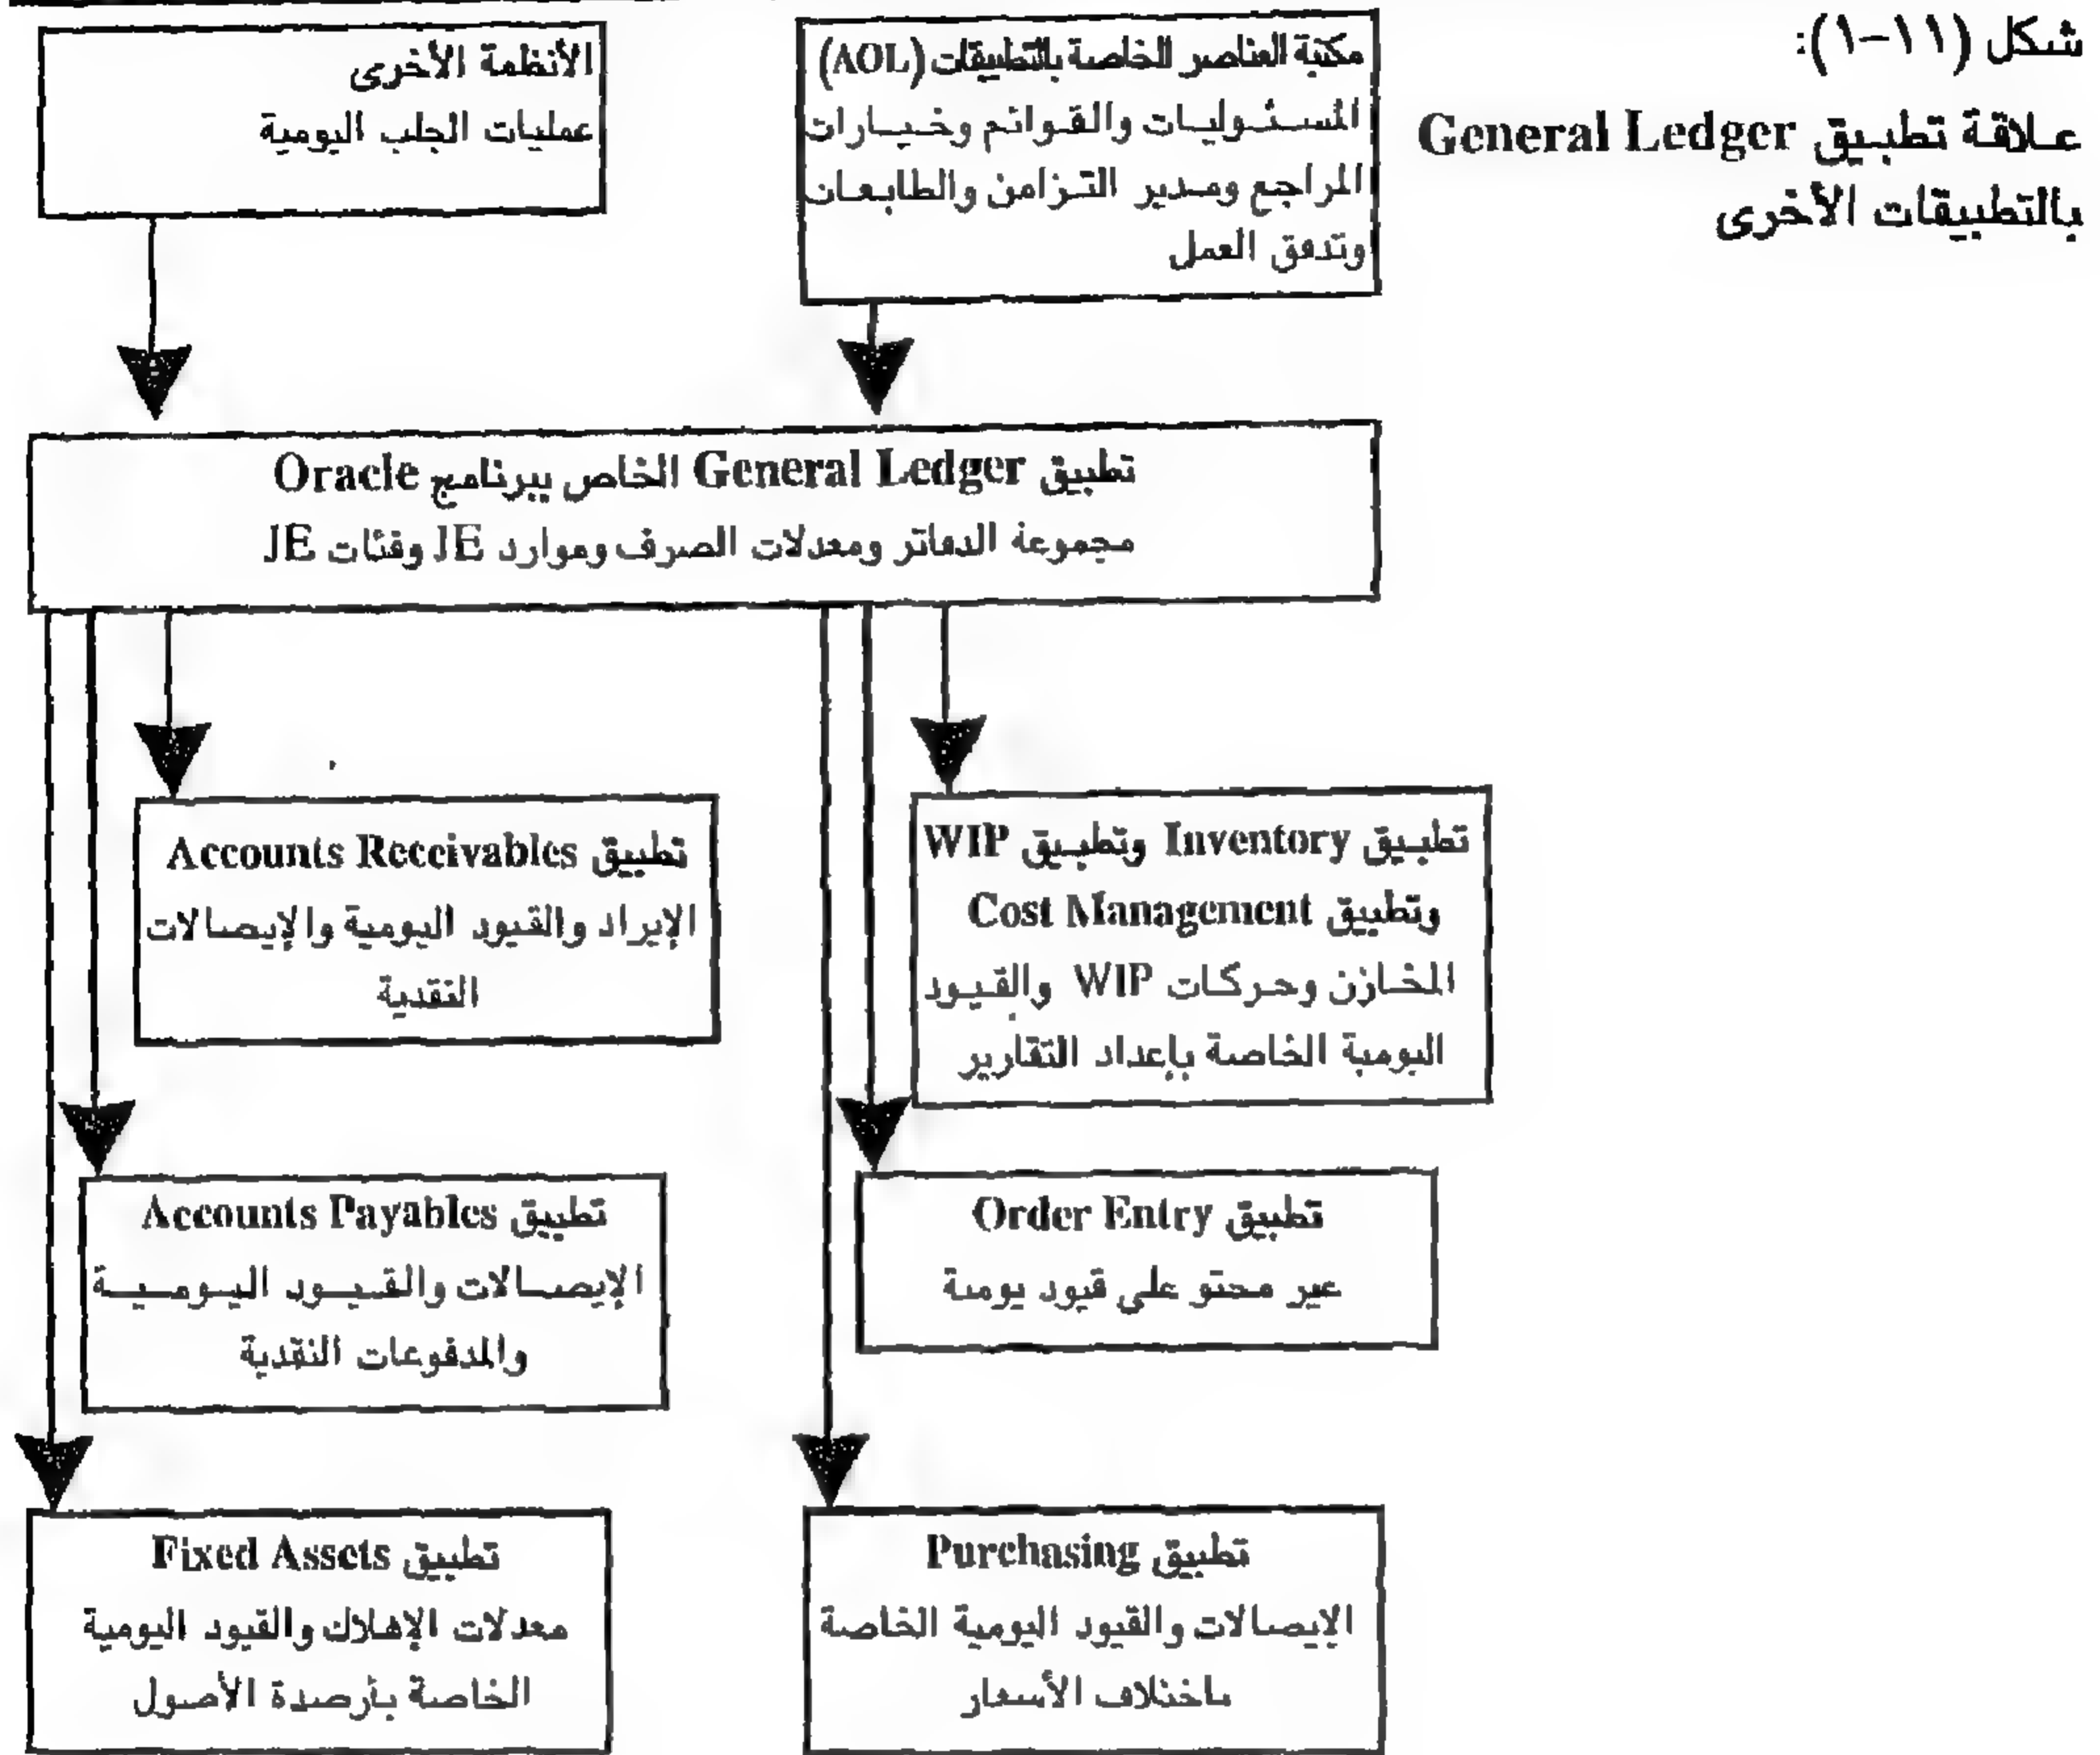 شكل (١١-١):
علاقة تطبيق General Ledger
بالتطبيقات الأخرى
مكتبة العناصر الخاصة بالتطبيقات (AOL)
المسئوليات والقوائم وخيارات
المراجع ومدير التزامن والطابعات
وتدفق العمل
الأنظمة الأخرى
عمليات الجلب اليومية
تطبيق General Ledger الخاص ببرنامج Oracle
مجموعة الدفاتر ومعدلات الصرف وموارد JE وفئات JE
تطبيق Inventory وتطبيق WIP
وتطبيق Cost Management
المخازن وحركات WIP والقيود
اليومية الخاصة بإعداد التقارير
تطبيق Accounts Receivables
الإيراد والقيود اليومية والإيصالات
النقدية
تطبيق Order Entry
غير محتو على قيود يومية
تطبيق Accounts Payables
الإيصالات والقيود اليومية
والمدفوعات النقدية
تطبيق Purchasing
الإيصالات والقيود اليومية الخاصة
باختلاف الأسعار
تطبيق Fixed Assets
معدلات الإهلاك والقيود اليومية
الخاصة بأرصدة الأصول